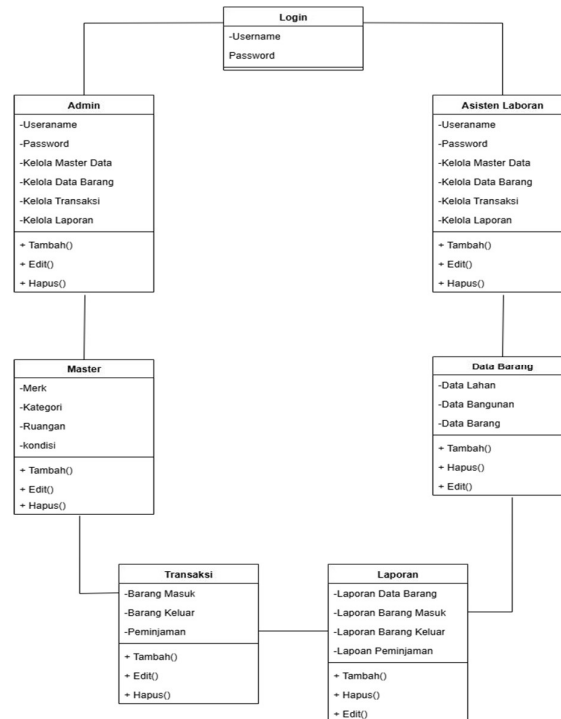 Login
-Username
Password
Admin
-Useraname
-Password
-Kelola Master Data
-Kelola Data Barang
-Kelola Transaksi
-Kelola Laporan
+ Tambah()
+ Edit()
+ Hapus()
Asisten Laboran
-Useraname
-Password
-Kelola Master Data
-Kelola Data Barang
-Kelola Transaksi
-Kelola Laporan
+ Tambah()
+ Edit()
+ Hapus()
Master
-Merk
-Kategori
-Ruangan
-kondisi
+ Tambah()
+ Edit()
+ Hapus()
Data Barang
-Data Lahan
-Data Bangunan
-Data Barang
+ Tambah()
+ Hapus()
+ Edit()
Transaksi
-Barang Masuk
-Barang Keluar
-Peminjaman
+ Tambah()
+ Edit()
+ Hapus()
Laporan
-Laporan Data Barang
-Laporan Barang Masuk
-Laporan Barang Keluar
-Lapoan Peminjaman
+ Tambah()
+ Hapus()
+ Edit()